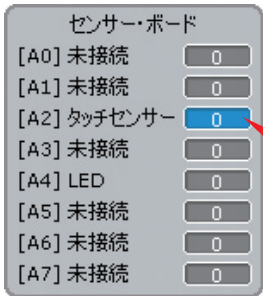 センサー・ボード
[A0] 未接続 0
[A1] 未接続 0
[A2] タッチセンサー 0
[A3] 未接続 0
[A4] LED 0
[A5] 未接続 0
[A6] 未接続 0
[A7] 未接続 0